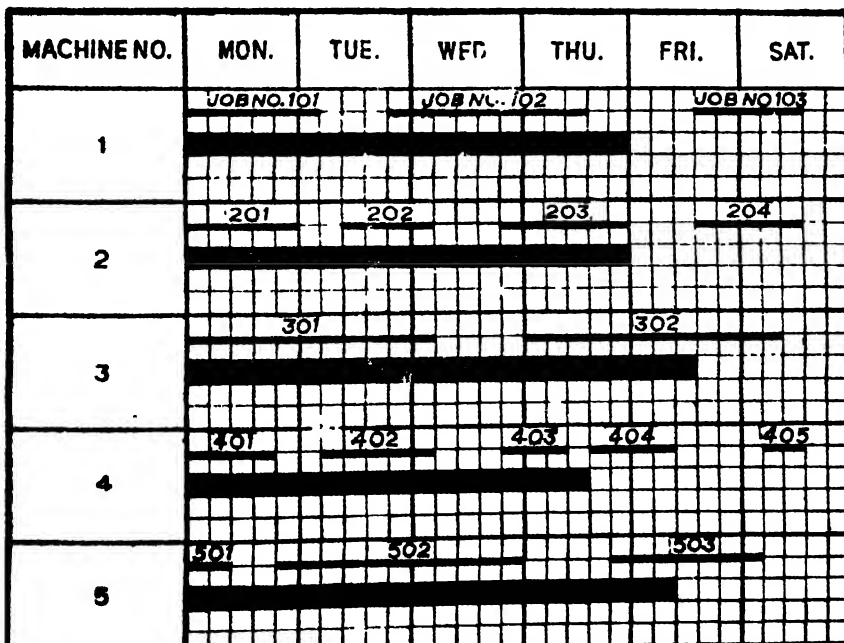 MACHINE NO. MON. TUE. WED. THU. FRI. SAT.
JOB NO. 101 JOB NO. 102 JOB NO 103
1
201 202 203 204
2
301 302
3
401 402 403 404 405
4
501 502 503
5